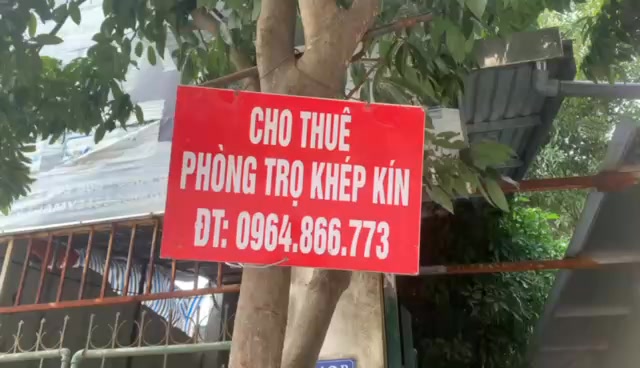 CHO THUÊ
PHÒNG TRỌ KHÉP KÍN
ĐT: 0964.866.773